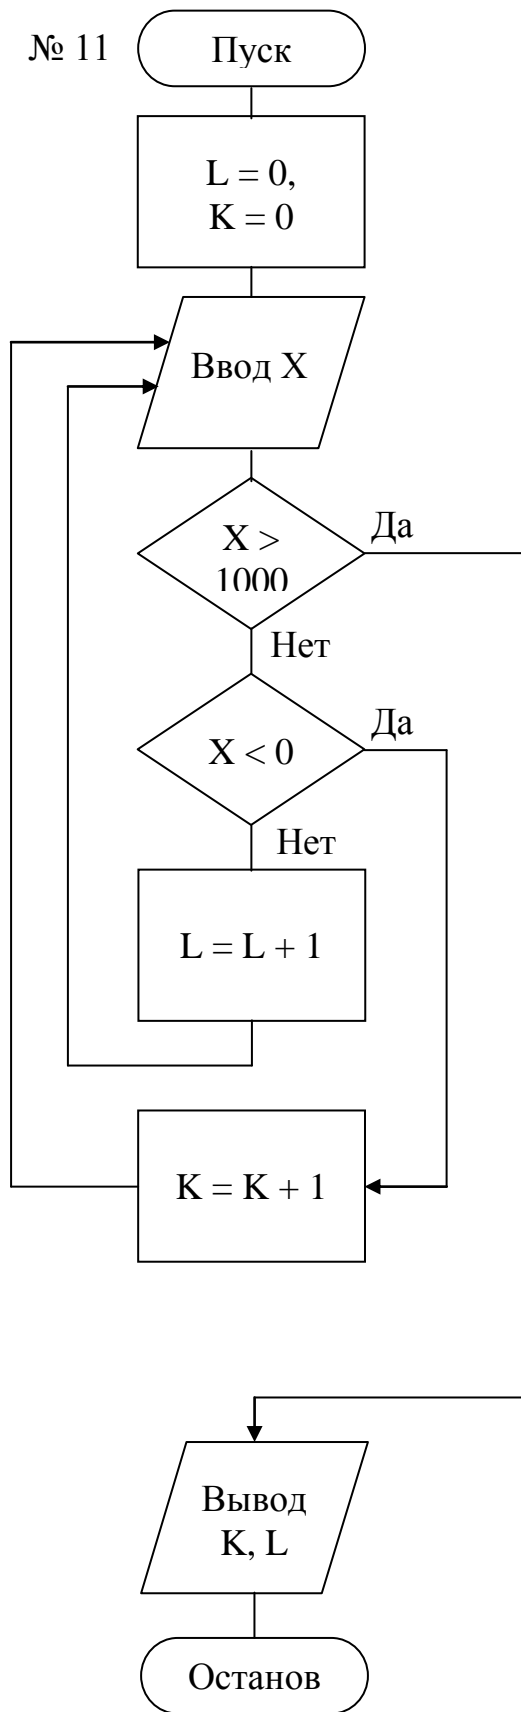 № 11
Пуск
L = 0,
K = 0
Ввод X
X >
1000
Да
Нет
X < 0
Да
Нет
L = L + 1
K = K + 1
Вывод
K, L
Останов